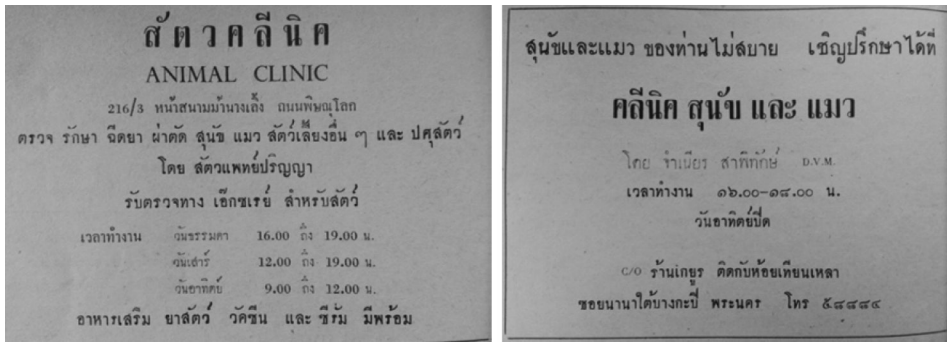 สัตวคลีนิค
ANIMAL CLINIC
216/3 หน้าสนามม้านางเลิ้ง ถนนพิษณุโลก
ตรวจ รักษา ฉีดยา ผ่าตัด สุนัข แมว สัตว์เลี้ยงอื่น ๆ และ ปศุสัตว์
โดย สัตวแพทย์ปริญญา
รับตรวจทาง เอ็กซเรย์ สำหรับสัตว์
เวลาทำงาน วันธรรมดา 16.00 ถึง 19.00 น.
วันเสาร์ 12.00 ถึง 19.00 น.
วันอาทิตย์ 9.00 ถึง 12.00 น.
อาหารเสริม ยาสัตว์ วัคซีน และ ซีรั่ม มีพร้อม
สุนัขและแมว ของท่านไม่สบาย เชิญปรึกษาได้ที่
คลีนิค สุนัข และ แมว
โดย จำเนียร สาพิทักษ์ D.V.M.
เวลาทำงาน ๑๖.๐๐-๑๘.๐๐ น.
วันอาทิตย์ปิด
C/O ร้านเกยูร ติดกับห้อยเทียนเหลา
ซอยนานาใต้บางกะปิ พระนคร โทร ๕๘๘๘๔